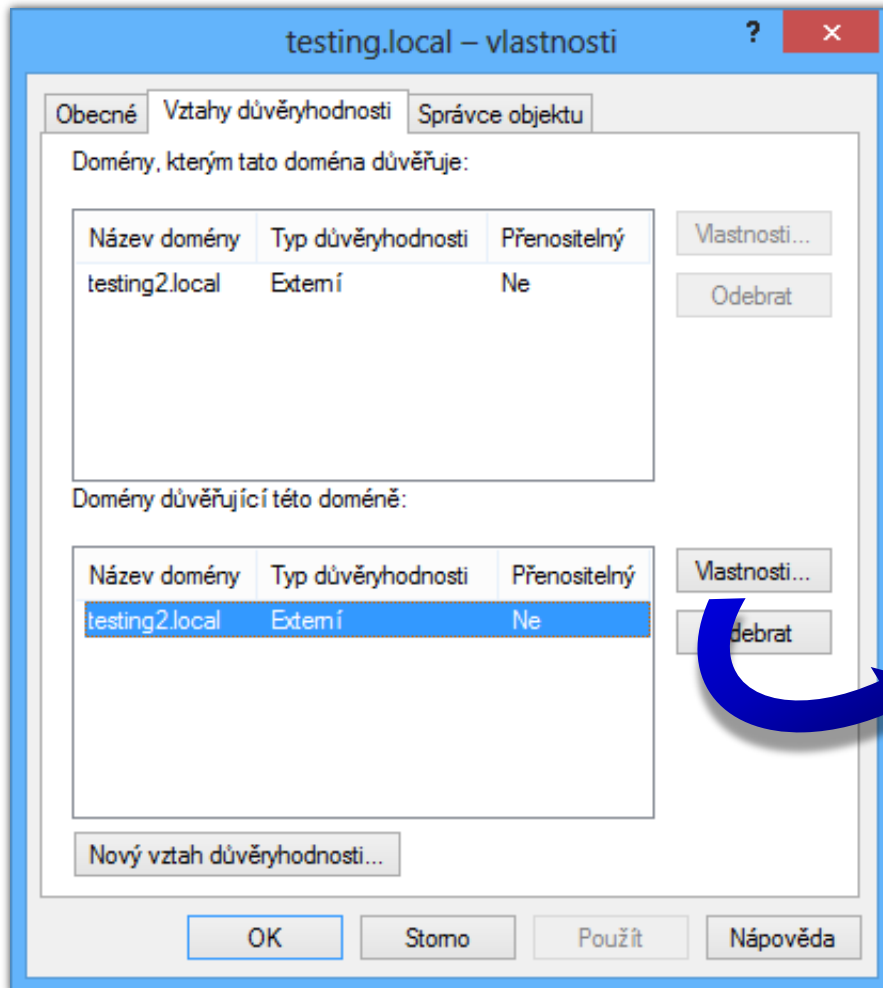 testing.local – vlastnosti ?
Obecné Vztahy důvěryhodnosti Správce objektu
Domény, kterým tato doména důvěřuje:
Název domény Typ důvěryhodnosti Přenositelný
testing2.local Externí Ne
Vlastnosti...
Odebrat
Domény důvěřující této doméně:
Název domény Typ důvěryhodnosti Přenositelný
testing2.local Externí Ne
Vlastnosti...
Odebrat
Nový vztah důvěryhodnosti...
OK Storno Použít Nápověda